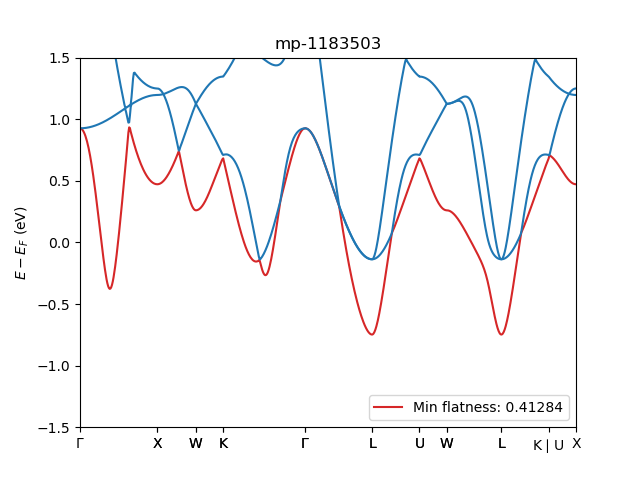 mp-1183503
1.5
1.0
0.5
0.0
−0.5
−1.0
−1.5
E − E_F (eV)
Min flatness: 0.41284
Γ X W K Γ L U W L K | U X